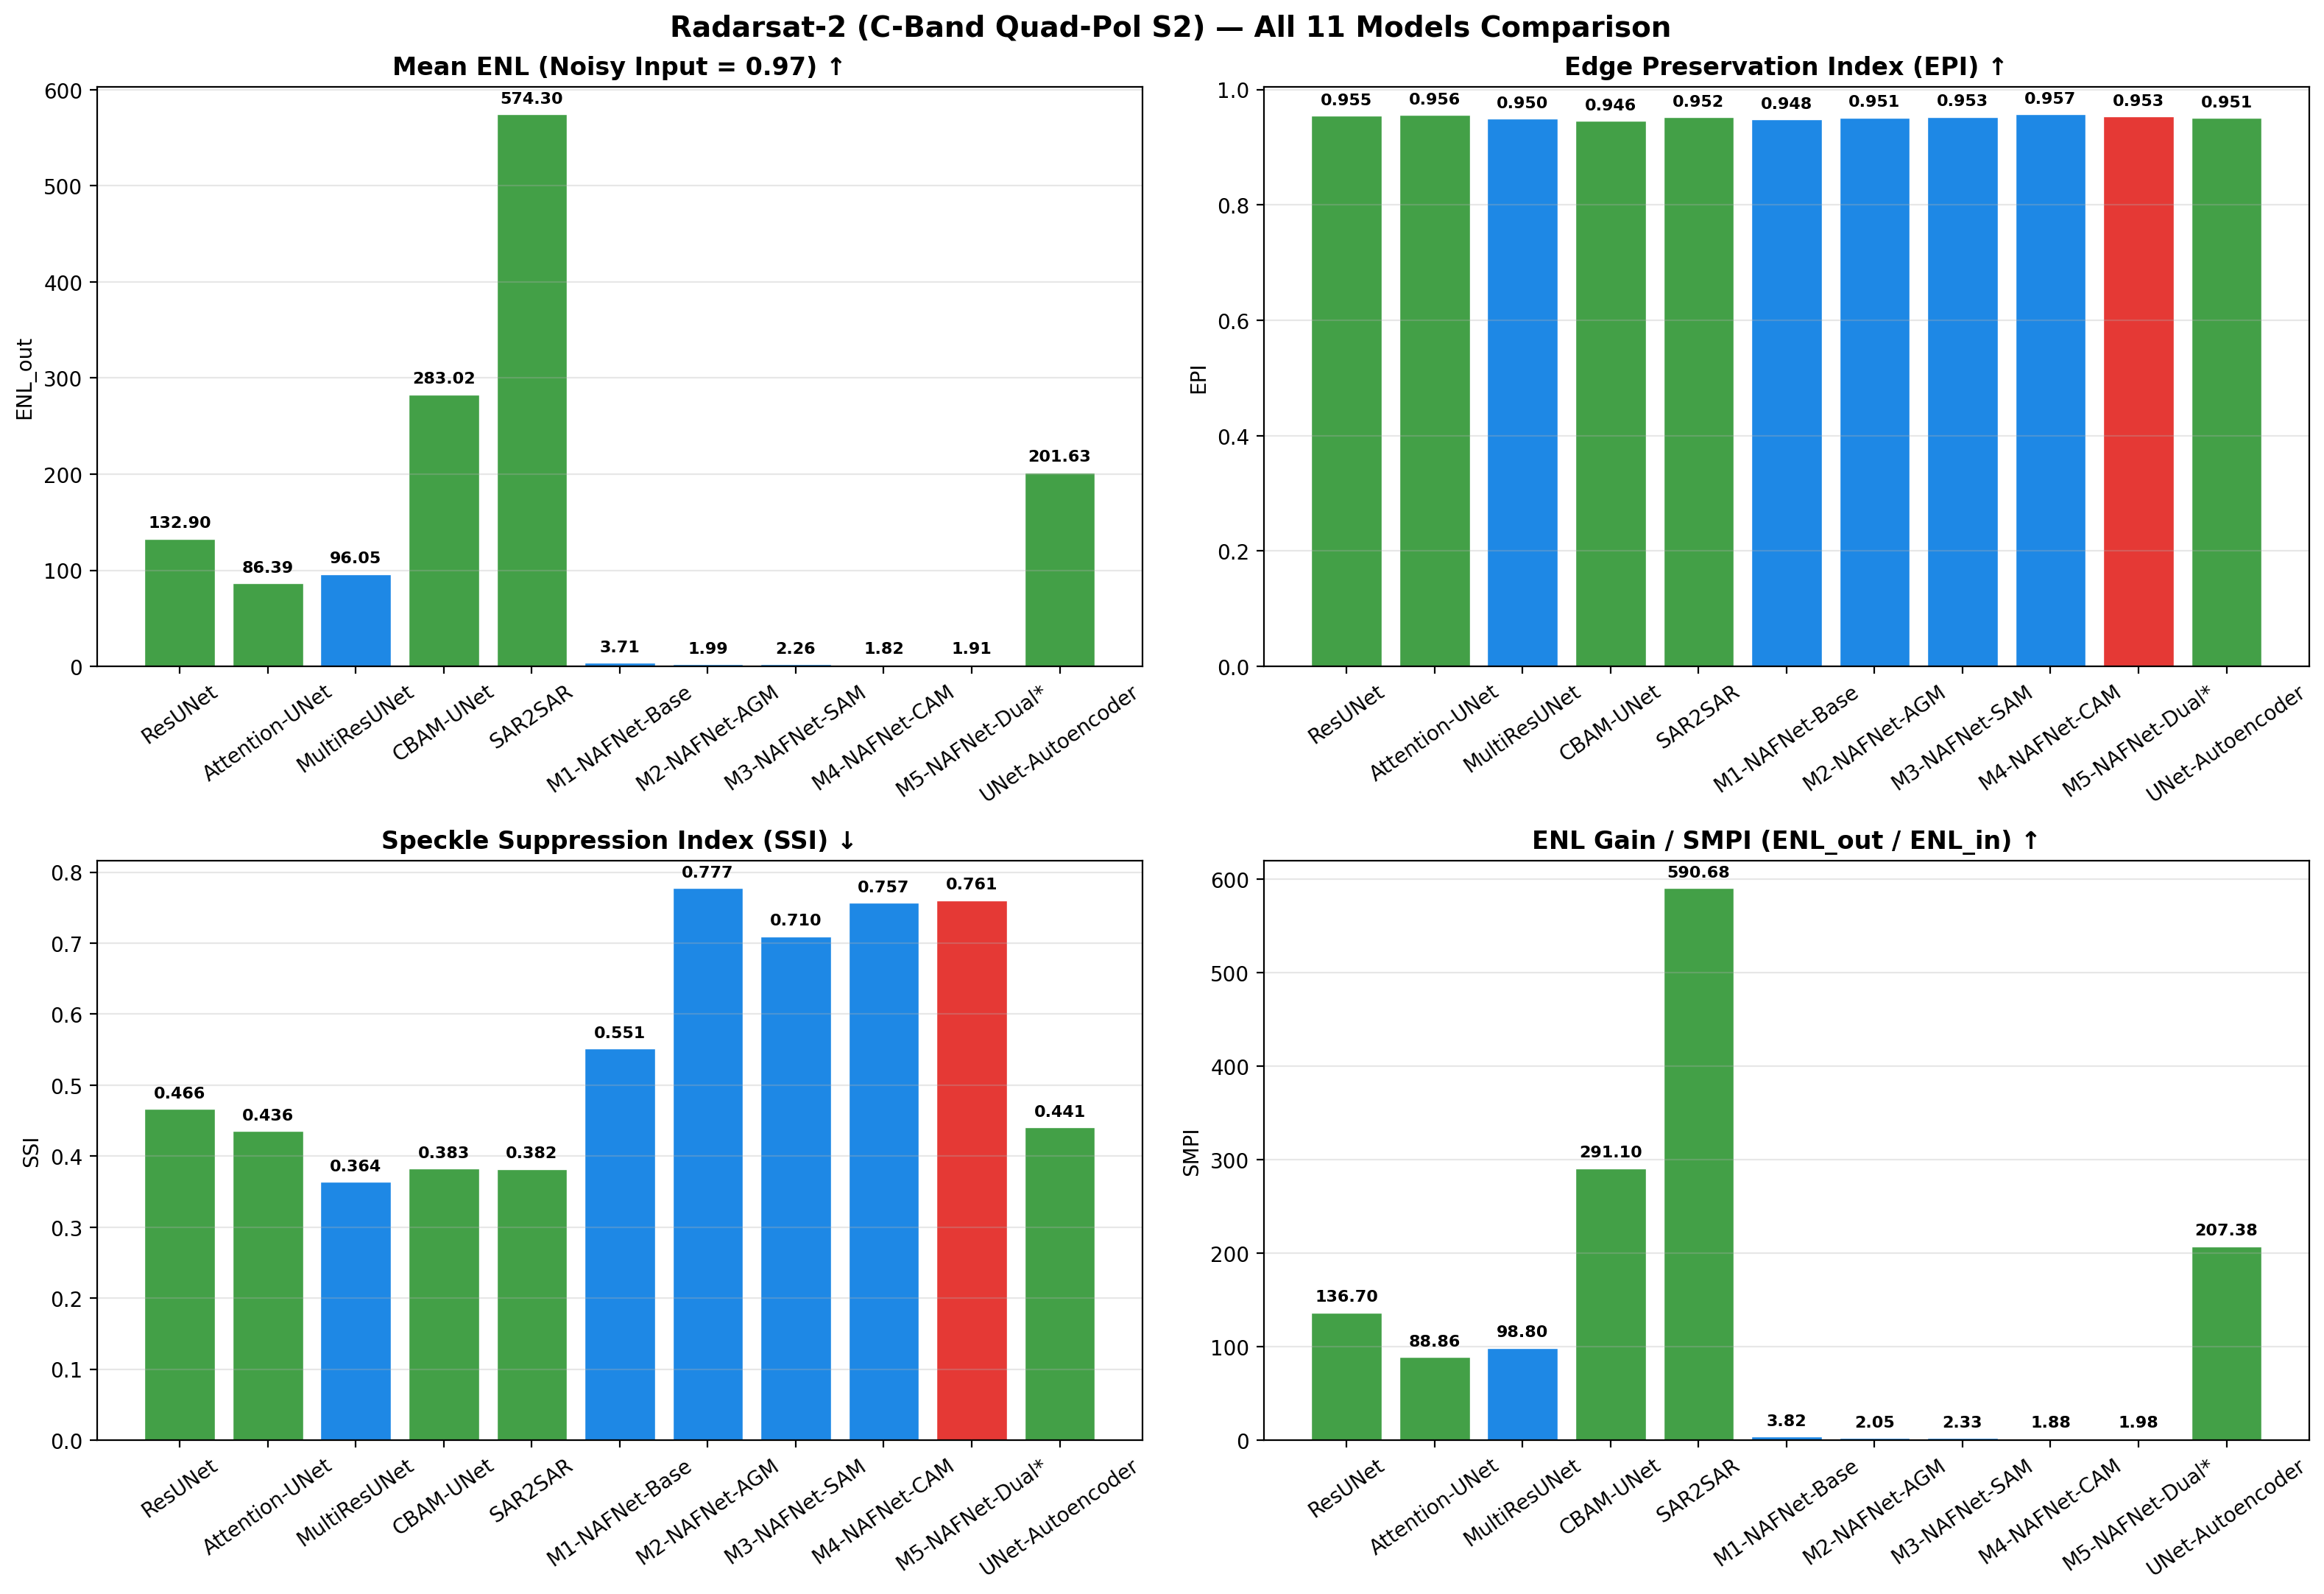 Radarsat-2 (C-Band Quad-Pol S2) — All 11 Models Comparison
Mean ENL (Noisy Input = 0.97) ↑
ENL_out
600
500
400
300
200
100
0
132.90
86.39
96.05
283.02
574.30
3.71
1.99
2.26
1.82
1.91
201.63
ResUNet
Attention-UNet
MultiResUNet
CBAM-UNet
SAR2SAR
M1-NAFNet-Base
M2-NAFNet-AGM
M3-NAFNet-SAM
M4-NAFNet-CAM
M5-NAFNet-Dual*
UNet-Autoencoder
Edge Preservation Index (EPI) ↑
EPI
1.0
0.8
0.6
0.4
0.2
0.0
0.955
0.956
0.950
0.946
0.952
0.948
0.951
0.953
0.957
0.953
0.951
ResUNet
Attention-UNet
MultiResUNet
CBAM-UNet
SAR2SAR
M1-NAFNet-Base
M2-NAFNet-AGM
M3-NAFNet-SAM
M4-NAFNet-CAM
M5-NAFNet-Dual*
UNet-Autoencoder
Speckle Suppression Index (SSI) ↓
SSI
0.8
0.7
0.6
0.5
0.4
0.3
0.2
0.1
0.0
0.466
0.436
0.364
0.383
0.382
0.551
0.777
0.710
0.757
0.761
0.441
ResUNet
Attention-UNet
MultiResUNet
CBAM-UNet
SAR2SAR
M1-NAFNet-Base
M2-NAFNet-AGM
M3-NAFNet-SAM
M4-NAFNet-CAM
M5-NAFNet-Dual*
UNet-Autoencoder
ENL Gain / SMPI (ENL_out / ENL_in) ↑
SMPI
600
500
400
300
200
100
0
136.70
88.86
98.80
291.10
590.68
3.82
2.05
2.33
1.88
1.98
207.38
ResUNet
Attention-UNet
MultiResUNet
CBAM-UNet
SAR2SAR
M1-NAFNet-Base
M2-NAFNet-AGM
M3-NAFNet-SAM
M4-NAFNet-CAM
M5-NAFNet-Dual*
UNet-Autoencoder